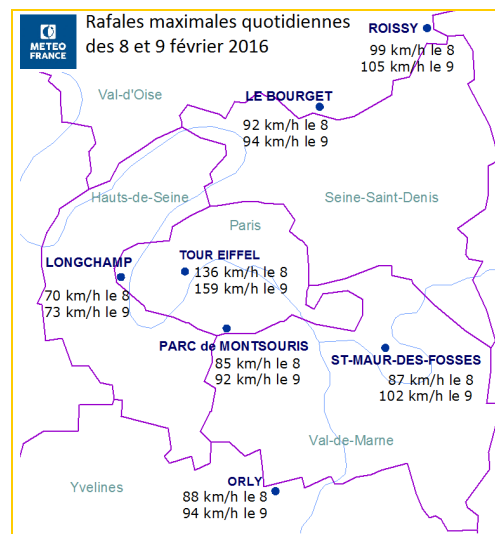 METEO
FRANCE
Rafales maximales quotidiennes
des 8 et 9 février 2016
ROISSY
99 km/h le 8
105 km/h le 9
Val-d'Oise
LE BOURGET
92 km/h le 8
94 km/h le 9
Hauts-de-Seine
Seine-Saint-Denis
Paris
LONGCHAMP
70 km/h le 8
73 km/h le 9
TOUR EIFFEL
136 km/h le 8
159 km/h le 9
PARC de MONTSOURIS
85 km/h le 8
92 km/h le 9
ST-MAUR-DES-FOSSES
87 km/h le 8
102 km/h le 9
Val-de-Marne
Yvelines
ORLY
88 km/h le 8
94 km/h le 9